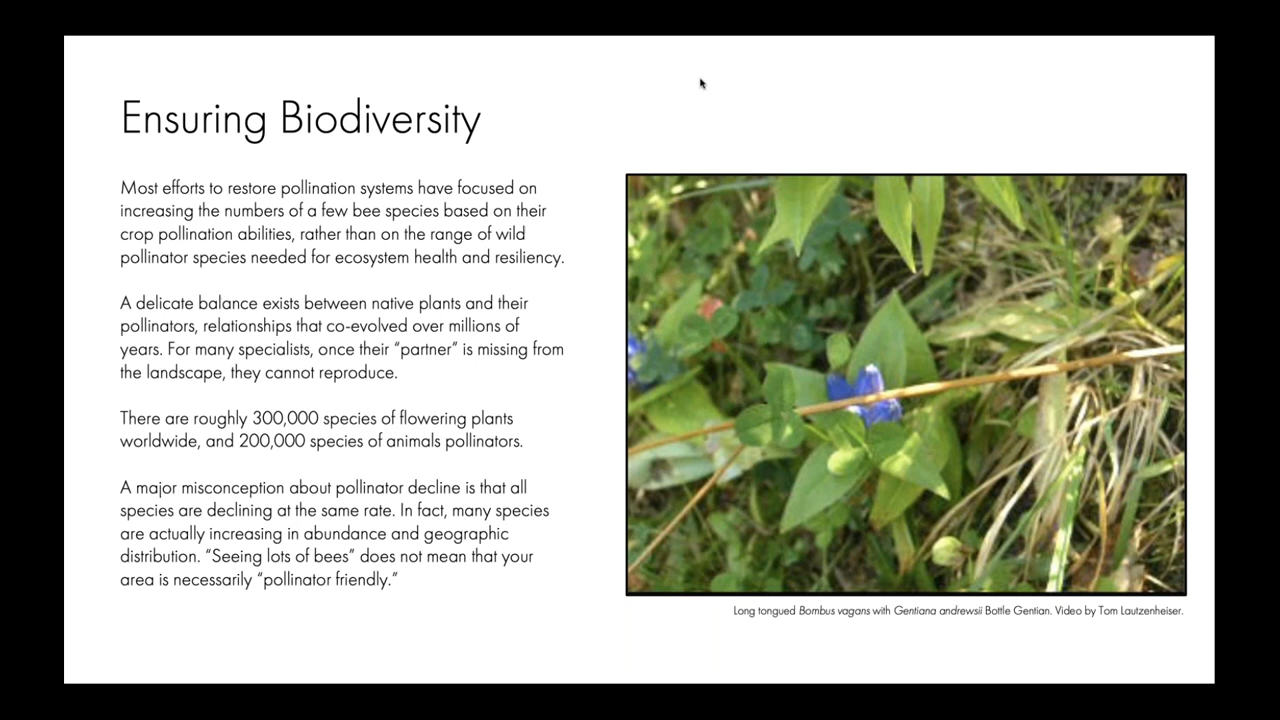 Ensuring Biodiversity
Most efforts to restore pollination systems have focused on
increasing the numbers of a few bee species based on their
crop pollination abilities, rather than on the range of wild
pollinator species needed for ecosystem health and resiliency.
A delicate balance exists between native plants and their
pollinators, relationships that co-evolved over millions of
years. For many specialists, once their “partner” is missing from
the landscape, they cannot reproduce.
There are roughly 300,000 species of flowering plants
worldwide, and 200,000 species of animals pollinators.
A major misconception about pollinator decline is that all
species are declining at the same rate. In fact, many species
are actually increasing in abundance and geographic
distribution. “Seeing lots of bees” does not mean that your
area is necessarily “pollinator friendly.”
Long tongued Bombus vagans with Gentiana andrewsii Bottle Gentian. Video by Tom Lautzenheiser.